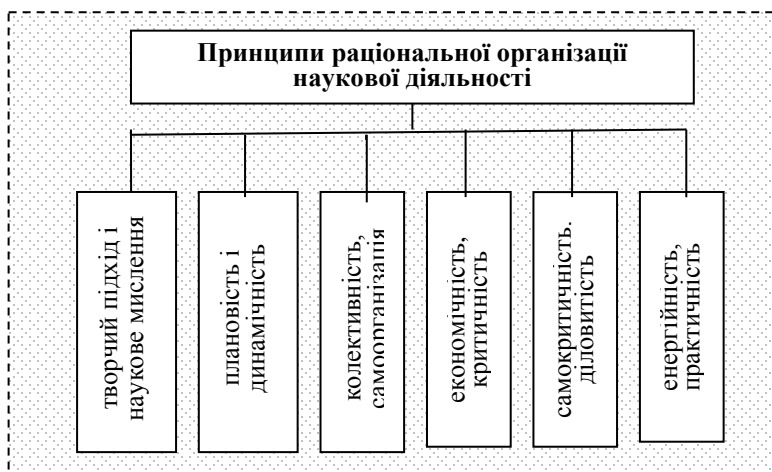 Принципи раціональної організації
наукової діяльності
творчий підхід і
наукове мислення
плановість і
динамічність
колективність,
самоорганізація
економічність,
критичність
самокритичність.
діловитість
енергійність,
практичність